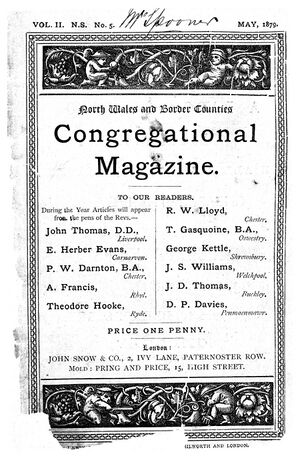 VOL. II. N.S. No. 5.
Mr Spooner
MAY, 1879.
North Wales and Border Counties
Congregational
Magazine.
TO OUR READERS.
During the Year Articles will appear
from the pens of the Revs.—
John Thomas, D.D.,
Liverpool.
E. Herber Evans,
Carnarvon.
P. W. Darnton, B.A.,
Chester.
A. Francis,
Rhyl.
Theodore Hooke,
Ryde.
R. W. Lloyd,
Chester.
T. Gasquoine, B.A.,
Oswestry.
George Kettle,
Shrewsbury.
J. S. Williams,
Welchpool.
J. D. Thomas,
Buckley.
D. P. Davies,
Penmaenmawr.
PRICE ONE PENNY.
London:
JOHN SNOW & CO., 2, IVY LANE, PATERNOSTER ROW.
MOLD: PRING AND PRICE, 15, HIGH STREET.
ILWORTH AND LONDON.